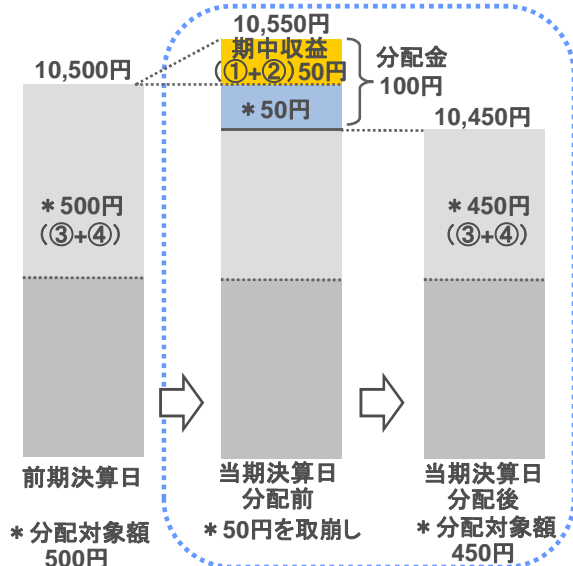 10,550円
期中収益
(①+②)50円
分配金
100円
10,500円
＊50円
10,450円
＊500円
(③+④)
＊450円
(③+④)
前期決算日
当期決算日
分配前
当期決算日
分配後
＊分配対象額
500円
＊50円を取崩し
＊分配対象額
450円